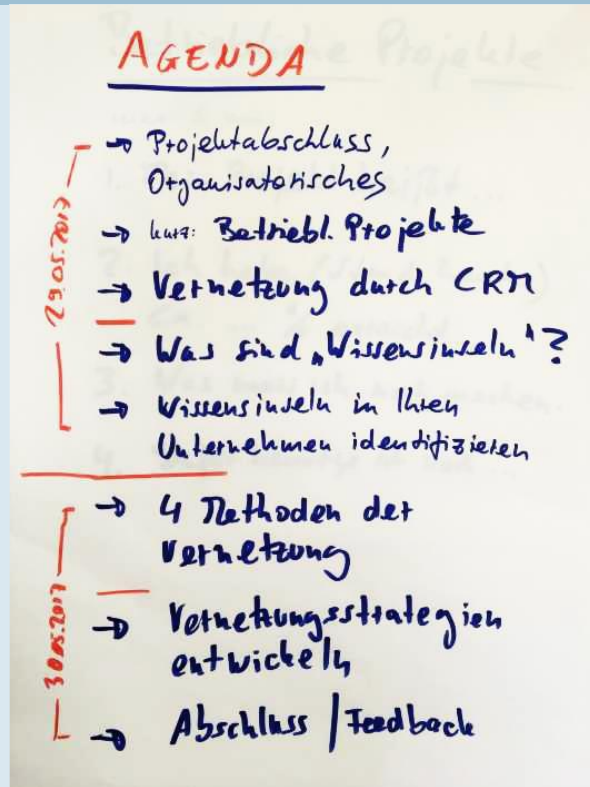 AGENDA
→ Projektabschluss,
Organisatorisches
→ kurz: Betriebl. Projekte
→ Vernetzung durch CRM
→ Was sind „Wissensinseln“?
→ Wissensinseln in Ihren
Unternehmen identifizieren
29.05.2017
→ 4 Methoden der
Vernetzung
→ Vernetzungsstrategien
entwickeln
→ Abschluss / Feedback
30.05.2017